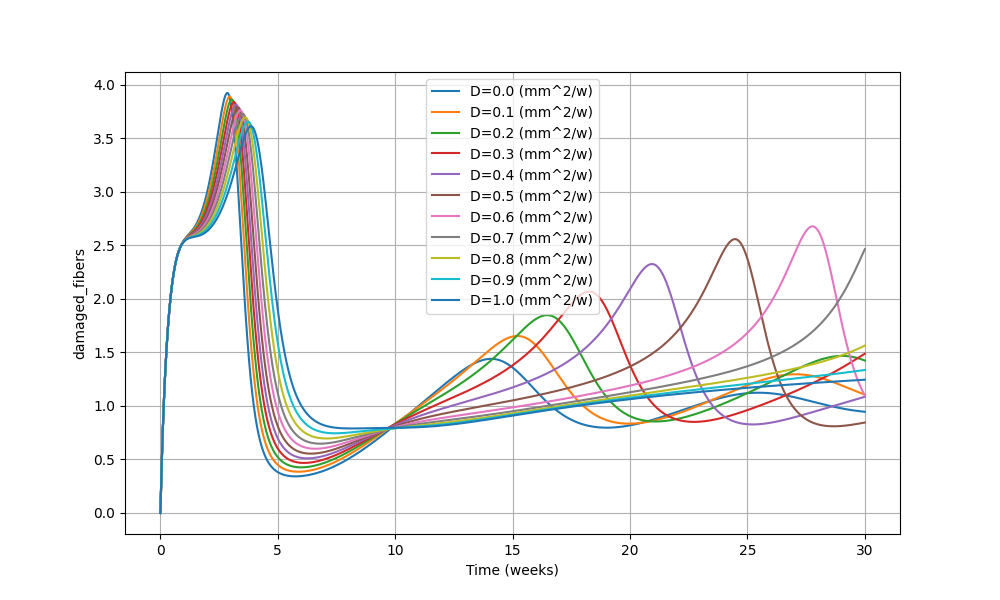 4.0
3.5
3.0
2.5
2.0
1.5
1.0
0.5
0.0
damaged_fibers
D=0.0 (mm^2/w)
D=0.1 (mm^2/w)
D=0.2 (mm^2/w)
D=0.3 (mm^2/w)
D=0.4 (mm^2/w)
D=0.5 (mm^2/w)
D=0.6 (mm^2/w)
D=0.7 (mm^2/w)
D=0.8 (mm^2/w)
D=0.9 (mm^2/w)
D=1.0 (mm^2/w)
0 5 10 15 20 25 30
Time (weeks)